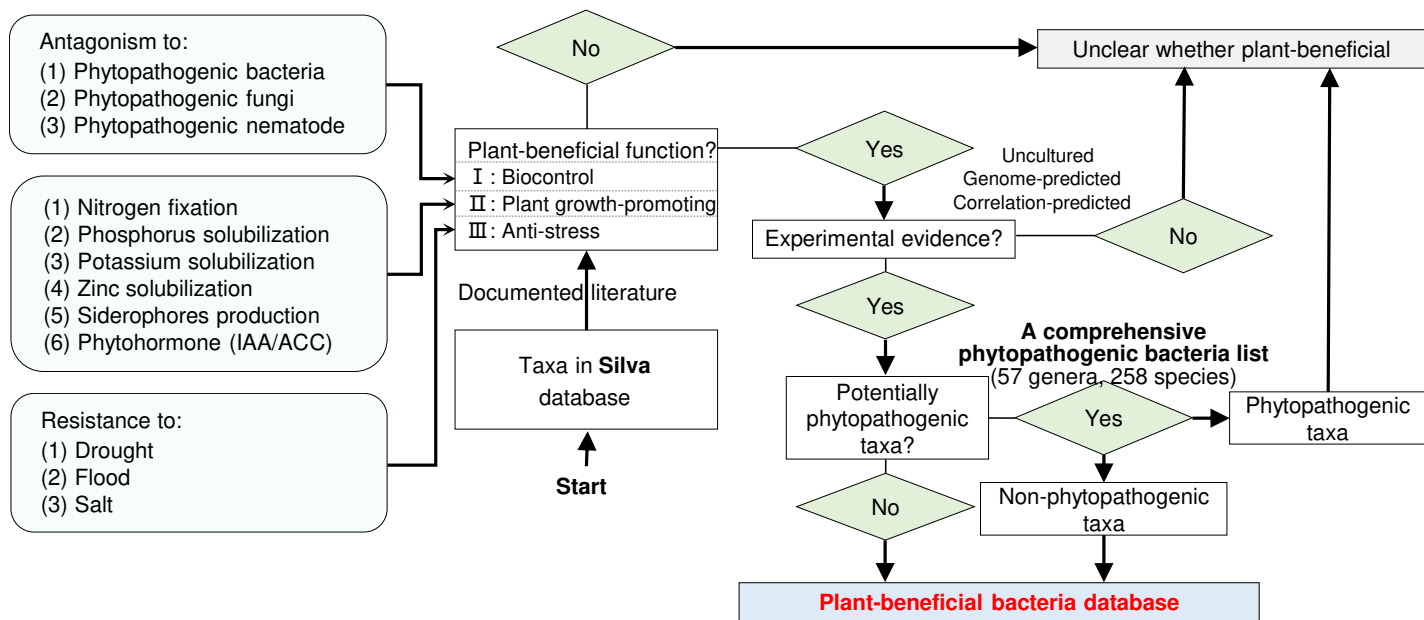 Antagonism to:
(1) Phytopathogenic bacteria
(2) Phytopathogenic fungi
(3) Phytopathogenic nematode
(1) Nitrogen fixation
(2) Phosphorus solubilization
(3) Potassium solubilization
(4) Zinc solubilization
(5) Siderophores production
(6) Phytohormone (IAA/ACC)
Resistance to:
(1) Drought
(2) Flood
(3) Salt
No
Unclear whether plant-beneficial
Plant-beneficial function?
Ⅰ: Biocontrol
Ⅱ: Plant growth-promoting
Ⅲ: Anti-stress
Documented literature
Taxa in Silva
database
Start
Yes
Uncultured
Genome-predicted
Correlation-predicted
Experimental evidence?
No
Yes
A comprehensive
phytopathogenic bacteria list
(57 genera, 258 species)
Potentially
phytopathogenic
taxa?
Yes
Phytopathogenic
taxa
No
Non-phytopathogenic
taxa
Plant-beneficial bacteria database